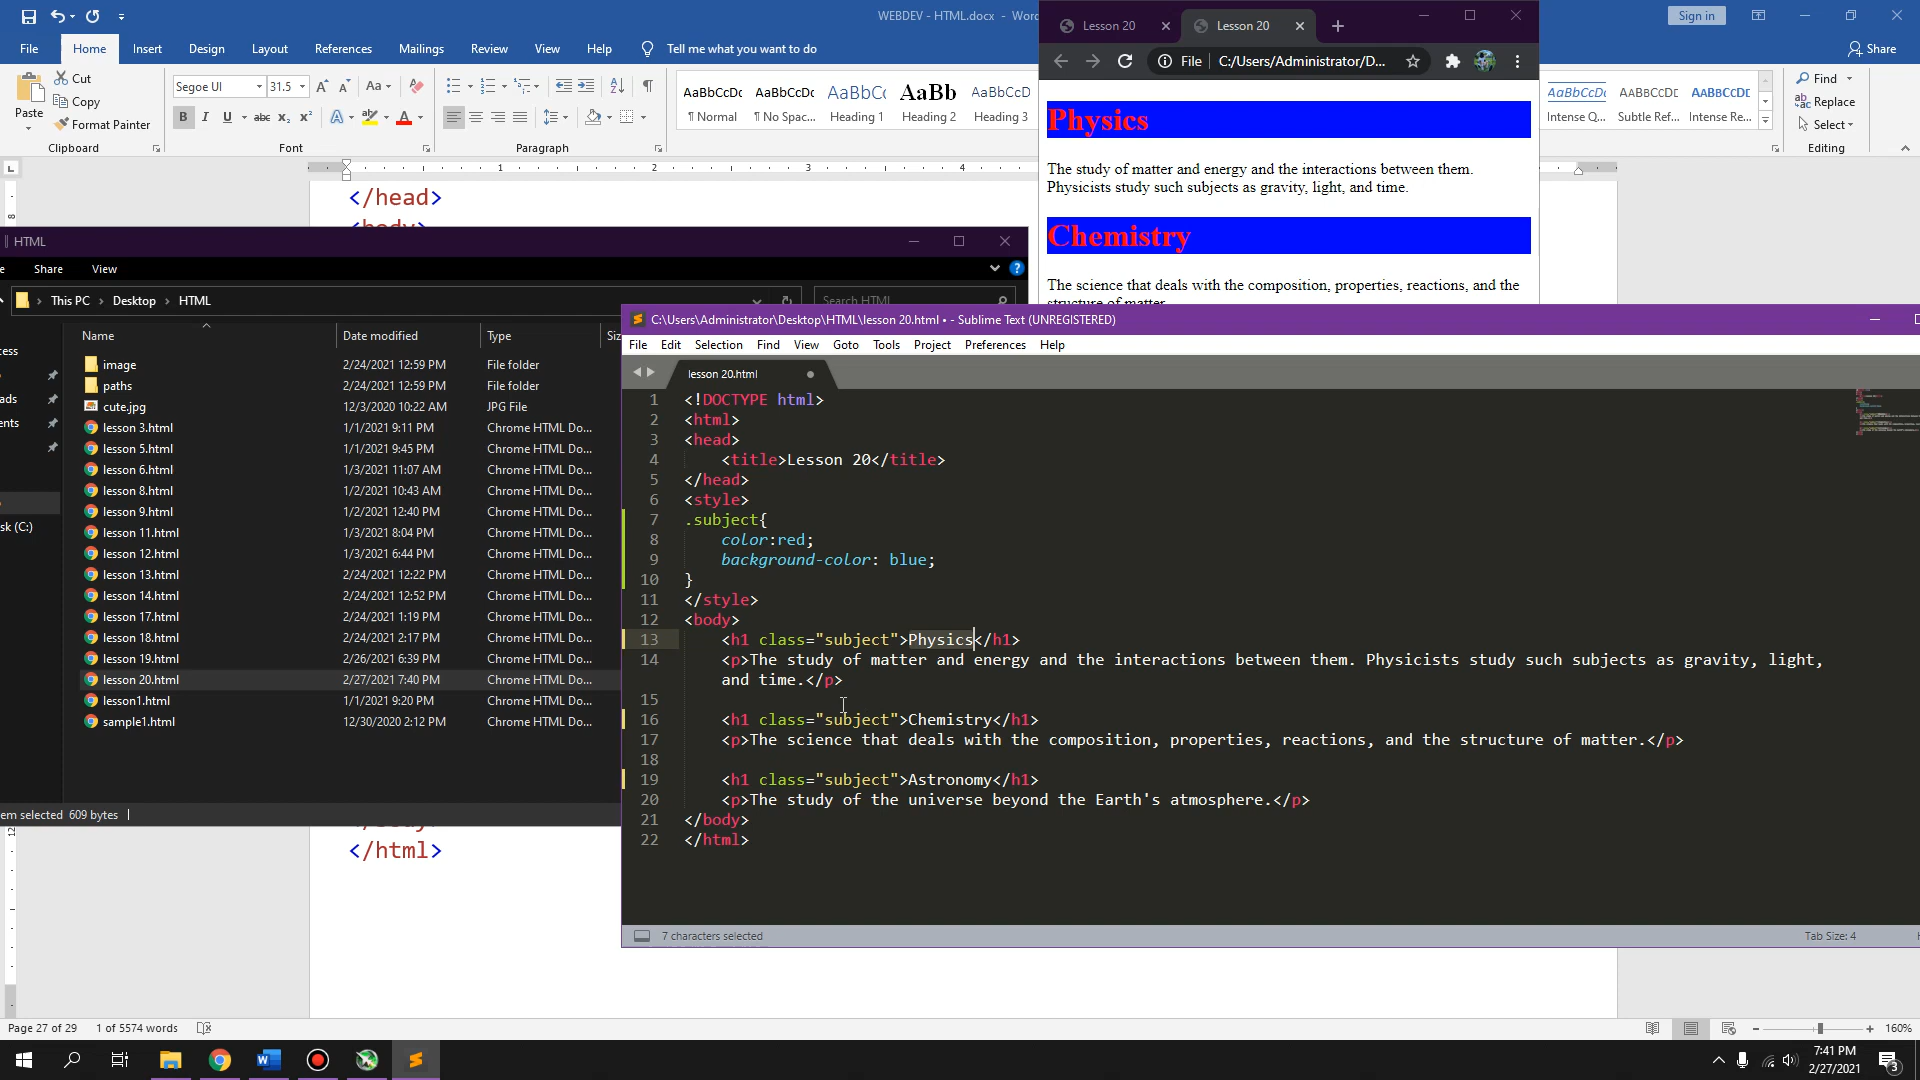 WEBDEV - HTML.docx - Word
Sign in
File Home Insert Design Layout References Mailings Review View Help Tell me what you want to do
Share
Paste
Cut
Copy
Format Painter
Clipboard
Segoe UI 31.5
Font
Paragraph
AaBbCcDc AaBbCcDc AaBbCc AaBb AaBbCcD
¶ Normal ¶ No Spac... Heading 1 Heading 2 Heading 3
AaBbCcDc AaBbCcDc AaBbCcDc
Intense Q... Subtle Ref... Intense Re...
Find
Replace
Select
Editing
Lesson 20
Lesson 20
File C:/Users/Administrator/D...
Physics
The study of matter and energy and the interactions between them.
Physicists study such subjects as gravity, light, and time.
Chemistry
The science that deals with the composition, properties, reactions, and the
structure of matter.
</head>
<body>
</html>
HTML
Share View
This PC Desktop HTML
Search HTML
Name Date modified Type
image 2/24/2021 12:59 PM File folder
paths 2/24/2021 12:59 PM File folder
cute.jpg 12/3/2020 10:22 AM JPG File
lesson 3.html 1/1/2021 9:11 PM Chrome HTML Do...
lesson 5.html 1/1/2021 9:45 PM Chrome HTML Do...
lesson 6.html 1/3/2021 11:07 AM Chrome HTML Do...
lesson 8.html 1/2/2021 10:43 AM Chrome HTML Do...
lesson 9.html 1/2/2021 12:40 PM Chrome HTML Do...
lesson 11.html 1/3/2021 8:04 PM Chrome HTML Do...
lesson 12.html 1/3/2021 6:44 PM Chrome HTML Do...
lesson 13.html 2/24/2021 12:22 PM Chrome HTML Do...
lesson 14.html 2/24/2021 12:52 PM Chrome HTML Do...
lesson 17.html 2/24/2021 1:19 PM Chrome HTML Do...
lesson 18.html 2/24/2021 2:17 PM Chrome HTML Do...
lesson 19.html 2/26/2021 6:39 PM Chrome HTML Do...
lesson 20.html 2/27/2021 7:40 PM Chrome HTML Do...
lesson1.html 1/1/2021 9:20 PM Chrome HTML Do...
sample1.html 12/30/2020 2:12 PM Chrome HTML Do...
em selected 609 bytes
C:\Users\Administrator\Desktop\HTML\lesson 20.html • - Sublime Text (UNREGISTERED)
File Edit Selection Find View Goto Tools Project Preferences Help
lesson 20.html
1 <!DOCTYPE html>
2 <html>
3 <head>
4 <title>Lesson 20</title>
5 </head>
6 <style>
7 .subject{
8 color:red;
9 background-color: blue;
10 }
11 </style>
12 <body>
13 <h1 class="subject">Physics</h1>
14 <p>The study of matter and energy and the interactions between them. Physicists study such subjects as gravity, light,
and time.</p>
15
16 <h1 class="subject">Chemistry</h1>
17 <p>The science that deals with the composition, properties, reactions, and the structure of matter.</p>
18
19 <h1 class="subject">Astronomy</h1>
20 <p>The study of the universe beyond the Earth's atmosphere.</p>
21 </body>
22 </html>
7 characters selected
Tab Size: 4
Page 27 of 29 1 of 5574 words
160%
7:41 PM
2/27/2021
3